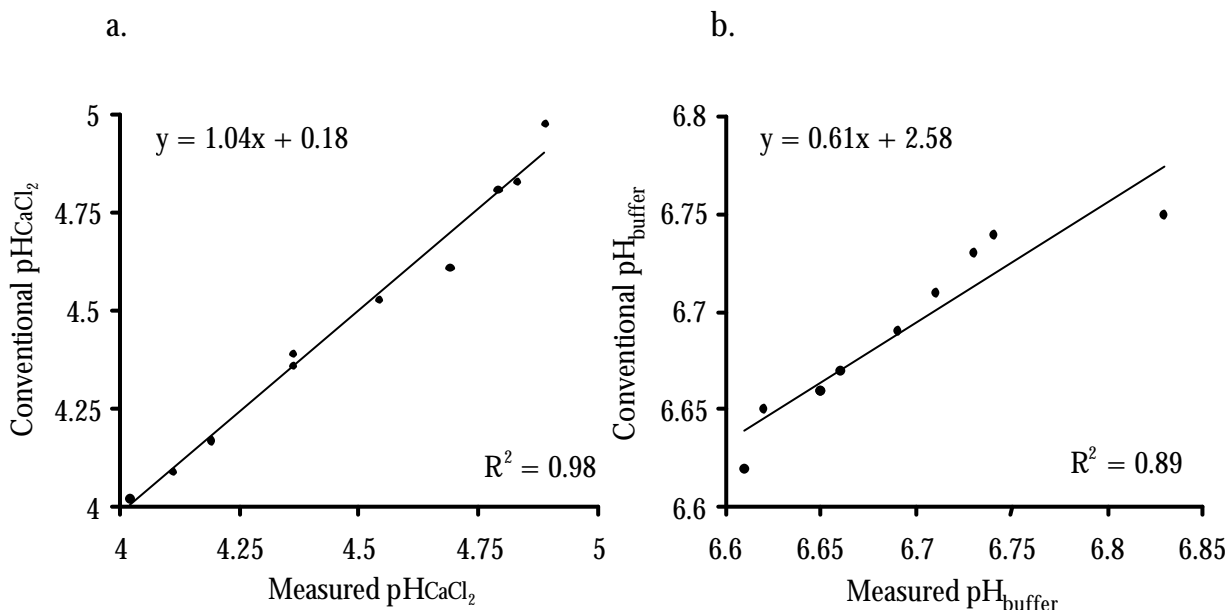 a.
y = 1.04x + 0.18
R² = 0.98
Conventional pHCaCl₂
5
4.75
4.5
4.25
4
4
4.25
4.5
4.75
5
Measured pHCaCl₂
b.
y = 0.61x + 2.58
R² = 0.89
Conventional pH_buffer
6.8
6.75
6.7
6.65
6.6
6.6
6.65
6.7
6.75
6.8
6.85
Measured pH_buffer